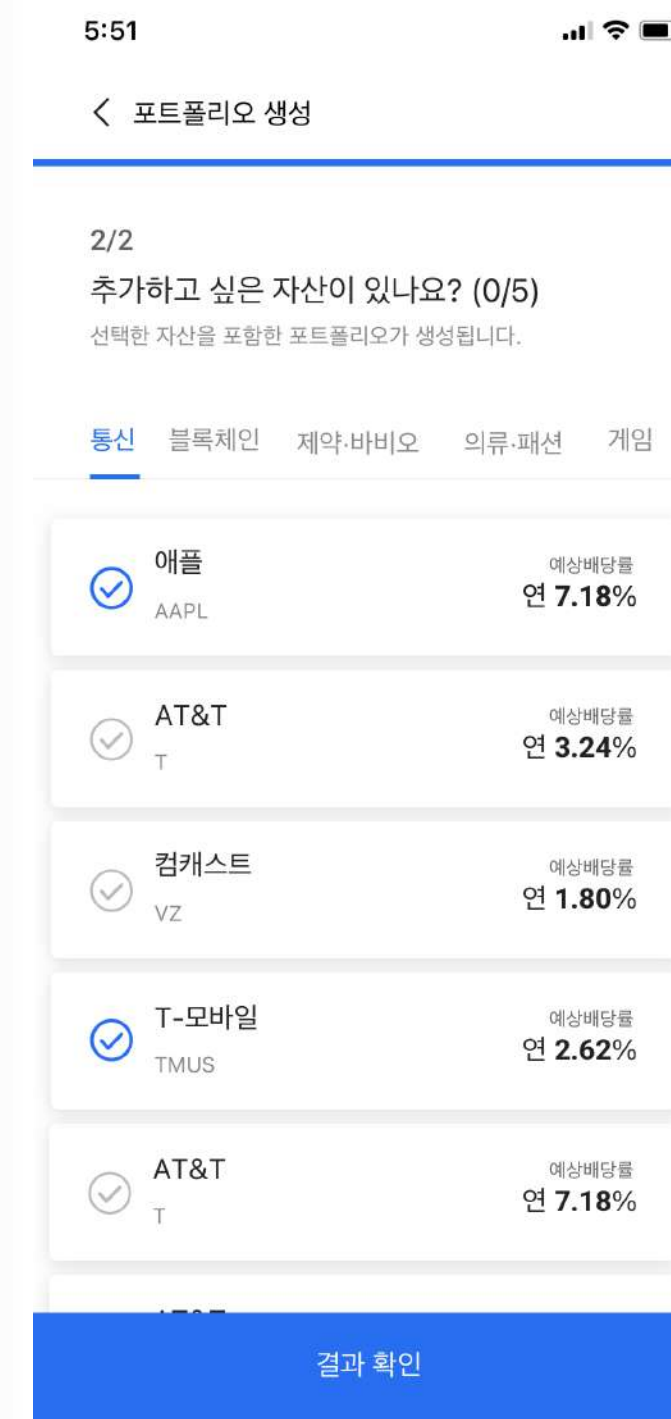 5:51
포트폴리오 생성
2/2
추가하고 싶은 자산이 있나요? (0/5)
선택한 자산을 포함한 포트폴리오가 생성됩니다.
통신 블록체인 제약·바비오 의류·패션 게임
애플 예상배당률
AAPL 연 7.18%
AT&T 예상배당률
T 연 3.24%
컴캐스트 예상배당률
VZ 연 1.80%
T-모바일 예상배당률
TMUS 연 2.62%
AT&T 예상배당률
T 연 7.18%
결과 확인